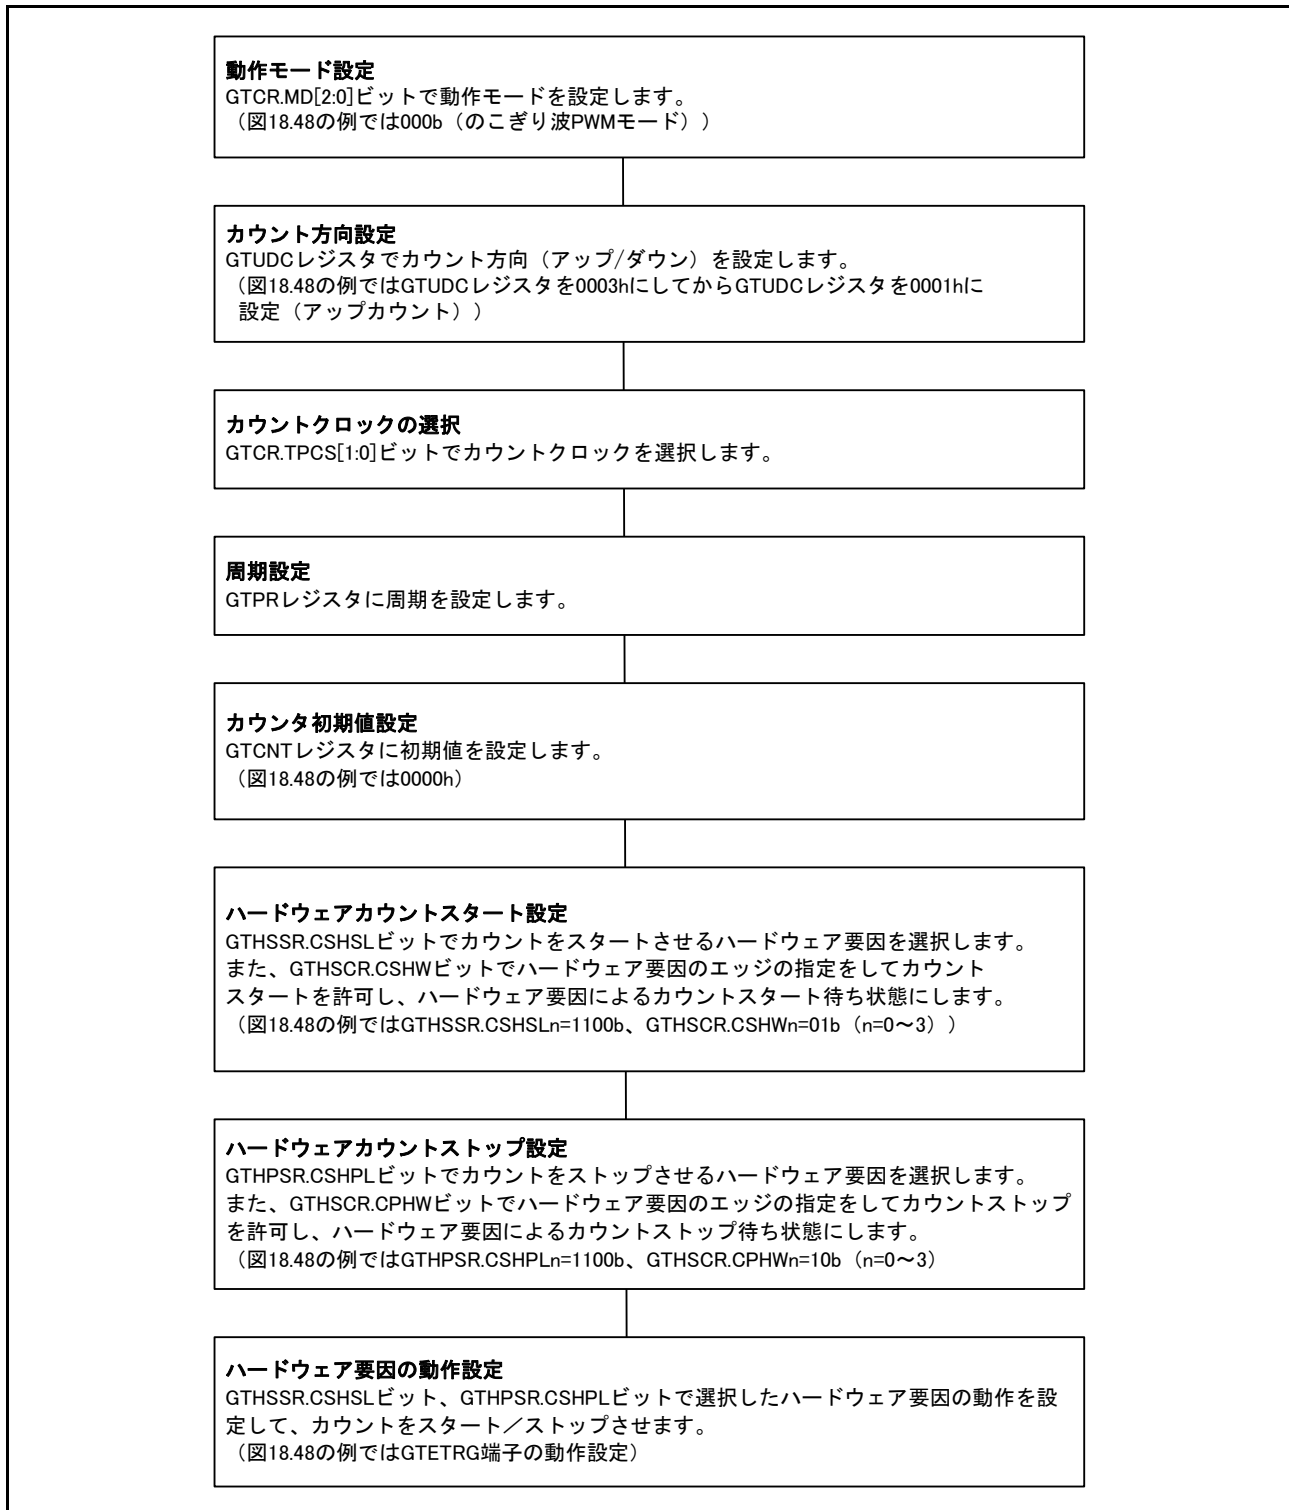 動作モード設定
GTCR.MD[2:0]ビットで動作モードを設定します。
（図18.48の例では000b（のこぎり波PWMモード））
カウント方向設定
GTUDCレジスタでカウント方向（アップ/ダウン）を設定します。
（図18.48の例ではGTUDCレジスタを0003hにしてからGTUDCレジスタを0001hに
設定（アップカウント））
カウントクロックの選択
GTCR.TPCS[1:0]ビットでカウントクロックを選択します。
周期設定
GTPRレジスタに周期を設定します。
カウンタ初期値設定
GTCNTレジスタに初期値を設定します。
（図18.48の例では0000h）
ハードウェアカウントスタート設定
GTHSSR.CSHSLビットでカウントをスタートさせるハードウェア要因を選択します。
また、GTHSCR.CSHWビットでハードウェア要因のエッジの指定をしてカウント
スタートを許可し、ハードウェア要因によるカウントスタート待ち状態にします。
（図18.48の例ではGTHSSR.CSHSLn=1100b、GTHSCR.CSHWn=01b（n=0～3））
ハードウェアカウントストップ設定
GTHPSR.CSHPLビットでカウントをストップさせるハードウェア要因を選択します。
また、GTHSCR.CPHWビットでハードウェア要因のエッジの指定をしてカウントストップ
を許可し、ハードウェア要因によるカウントストップ待ち状態にします。
（図18.48の例ではGTHPSR.CSHPLn=1100b、GTHSCR.CPHWn=10b（n=0～3）
ハードウェア要因の動作設定
GTHSSR.CSHSLビット、GTHPSR.CSHPLビットで選択したハードウェア要因の動作を設
定して、カウントをスタート／ストップさせます。
（図18.48の例ではGTETRG端子の動作設定）